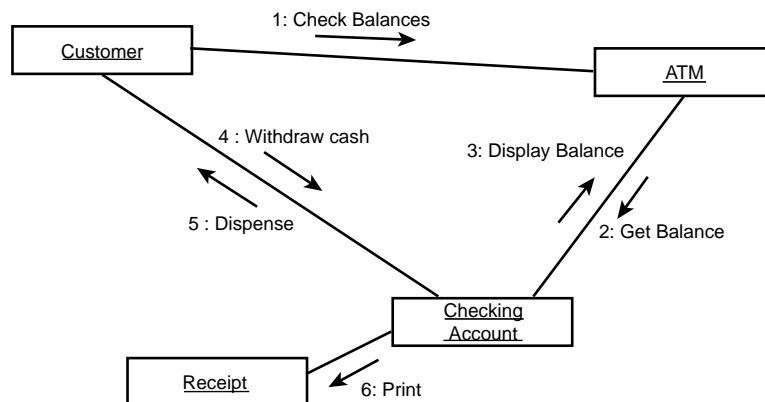 1: Check Balances
Customer
ATM
4 : Withdraw cash
3: Display Balance
5 : Dispense
2: Get Balance
Checking
Account
Receipt
6: Print